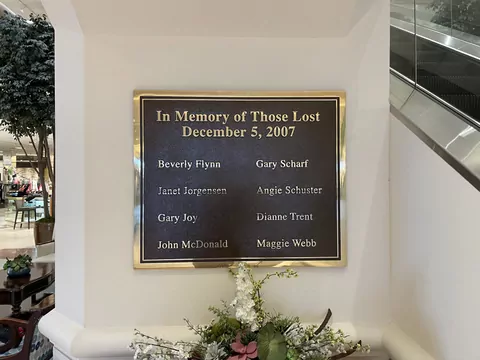 In Memory of Those Lost
December 5, 2007
Beverly Flynn
Gary Scharf
Janet Jorgensen
Angie Schuster
Gary Joy
Dianne Trent
John McDonald
Maggie Webb